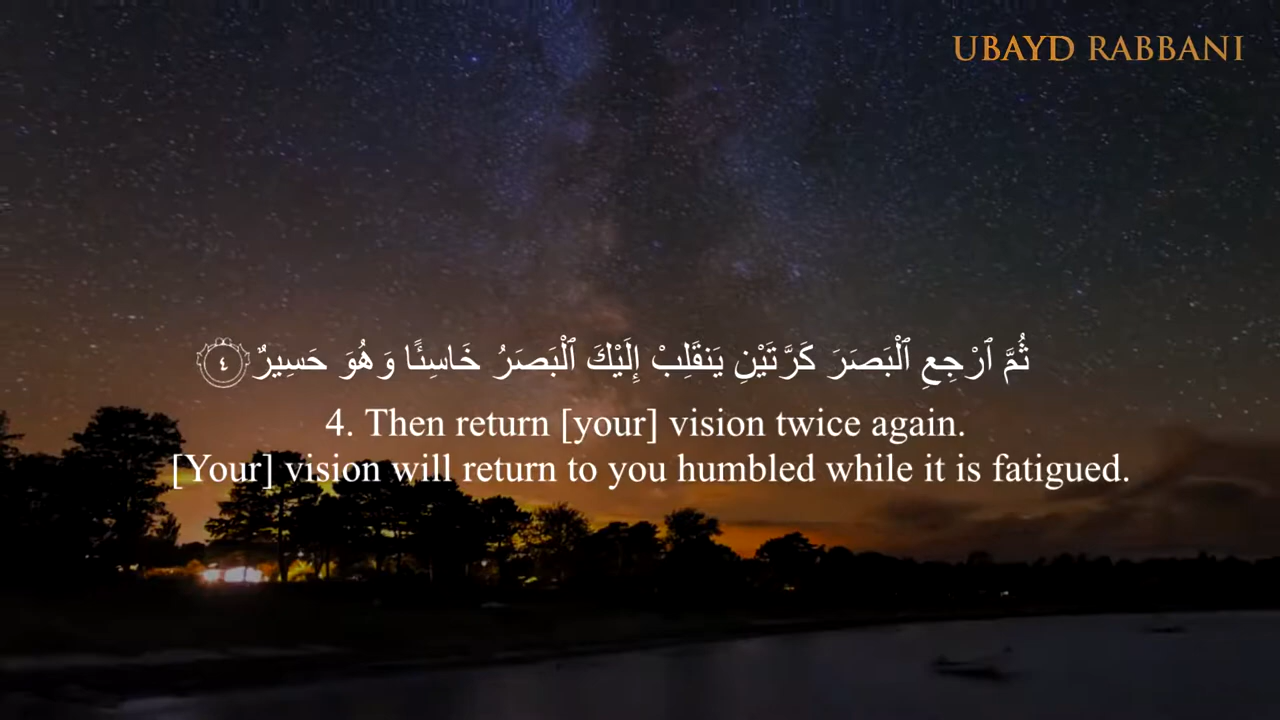 UBAYD RABBANI
ثُمَّ ٱرْجِعِ ٱلْبَصَرَ كَرَّتَيْنِ يَنقَلِبْ إِلَيْكَ ٱلْبَصَرُ خَاسِئًا وَهُوَ حَسِيرٌ ٤
4. Then return [your] vision twice again.
[Your] vision will return to you humbled while it is fatigued.